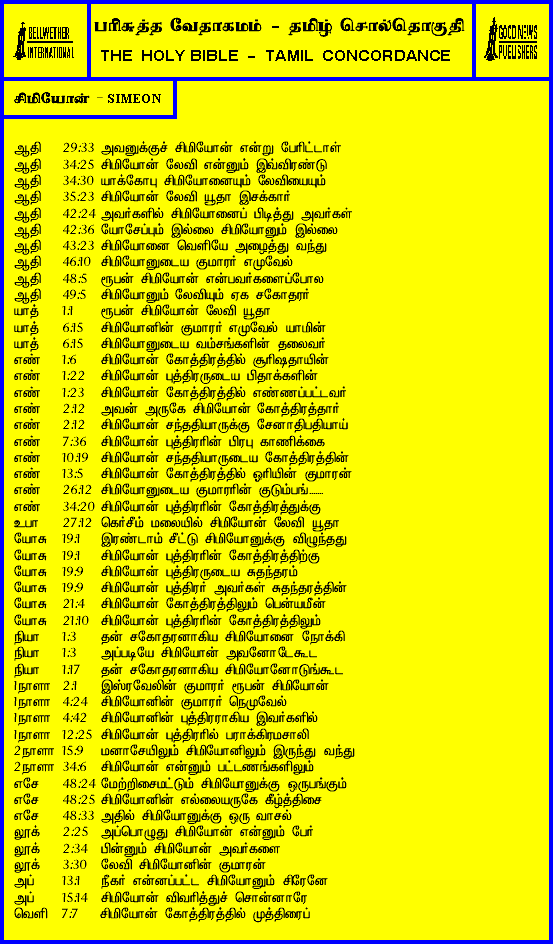 BELLWETHER INTERNATIONAL
பரிசுத்த வேதாகமம் - தமிழ் சொல்தொகுதி
THE HOLY BIBLE - TAMIL CONCORDANCE
GOOD NEWS PUBLISHERS
சிமியோன் - SIMEON
ஆதி 29:33 அவனுக்குச் சிமியோன் என்று பேரிட்டாள்
ஆதி 34:25 சிமியோன் லேவி என்னும் இவ்விரண்டு
ஆதி 34:30 யாக்கோபு சிமியோனையும் லேவியையும்
ஆதி 35:23 சிமியோன் லேவி யூதா இசக்கார்
ஆதி 42:24 அவர்களில் சிமியோனைப் பிடித்து அவர்கள்
ஆதி 42:36 யோசேப்பும் இல்லை சிமியோனும் இல்லை
ஆதி 43:23 சிமியோனை வெளியே அழைத்து வந்து
ஆதி 46:10 சிமியோனுடைய குமாரர் எமுவேல்
ஆதி 48:5 ரூபன் சிமியோன் என்பவர்களைப்போல
ஆதி 49:5 சிமியோனும் லேவியும் ஏக சகோதரர்
யாத் 1:1 ரூபன் சிமியோன் லேவி யூதா
யாத் 6:15 சிமியோனின் குமாரர் எமுவேல் யாமின்
யாத் 6:15 சிமியோனுடைய வம்சங்களின் தலைவர்
எண் 1:6 சிமியோன் கோத்திரத்தில் சூரிஷதாயின்
எண் 1:22 சிமியோன் புத்திரருடைய பிதாக்களின்
எண் 1:23 சிமியோன் கோத்திரத்தில் எண்ணப்பட்டவர்
எண் 2:12 அவன் அருகே சிமியோன் கோத்திரத்தார்
எண் 2:12 சிமியோன் சந்ததியாருக்கு சேனாதிபதியாய்
எண் 7:36 சிமியோன் புத்திரரின் பிரபு காணிக்கை
எண் 10:19 சிமியோன் சந்ததியாருடைய கோத்திரத்தின்
எண் 13:5 சிமியோன் கோத்திரத்தில் ஓரியின் குமாரன்
எண் 26:12 சிமியோனுடைய குமாரரின் குடும்பங்.......
எண் 34:20 சிமியோன் புத்திரரின் கோத்திரத்துக்கு
உபா 27:12 கெர்சீம் மலையில் சிமியோன் லேவி யூதா
யோசு 19:1 இரண்டாம் சீட்டு சிமியோனுக்கு விழுந்தது
யோசு 19:1 சிமியோன் புத்திரரின் கோத்திரத்திற்கு
யோசு 19:9 சிமியோன் புத்திரருடைய சுதந்தரம்
யோசு 19:9 சிமியோன் புத்திரர் அவர்கள் சுதந்தரத்தின்
யோசு 21:4 சிமியோன் கோத்திரத்திலும் பென்யமீன்
யோசு 21:10 சிமியோன் புத்திரரின் கோத்திரத்திலும்
நியா 1:3 தன் சகோதரனாகிய சிமியோனை நோக்கி
நியா 1:3 அப்படியே சிமியோன் அவனோடேகூட
நியா 1:17 தன் சகோதரனாகிய சிமியோனோடுங்கூட
1நாளா 2:1 இஸ்ரவேலின் குமாரர் ரூபன் சிமியோன்
1நாளா 4:24 சிமியோனின் குமாரர் நெமுவேல்
1நாளா 4:42 சிமியோனின் புத்திரராகிய இவர்களில்
1நாளா 12:25 சிமியோன் புத்திரரில் பராக்கிரமசாலி
2நாளா 15:9 மனாசேயிலும் சிமியோனிலும் இருந்து வந்து
2நாளா 34:6 சிமியோன் என்னும் பட்டணங்களிலும்
எசே 48:24 மேற்றிசைமட்டும் சிமியோனுக்கு ஒருபங்கும்
எசே 48:25 சிமியோனின் எல்லையருகே கீழ்த்திசை
எசே 48:33 அதில் சிமியோனுக்கு ஒரு வாசல்
லூக் 2:25 அப்பொழுது சிமியோன் என்னும் பேர்
லூக் 2:34 பின்னும் சிமியோன் அவர்களை
லூக் 3:30 லேவி சிமியோனின் குமாரன்
அப் 13:1 நீகர் என்னப்பட்ட சிமியோனும் சிரேனே
அப் 15:14 சிமியோன் விவரித்துச் சொன்னாரே
வெளி 7:7 சிமியோன் கோத்திரத்தில் முத்திரைப்